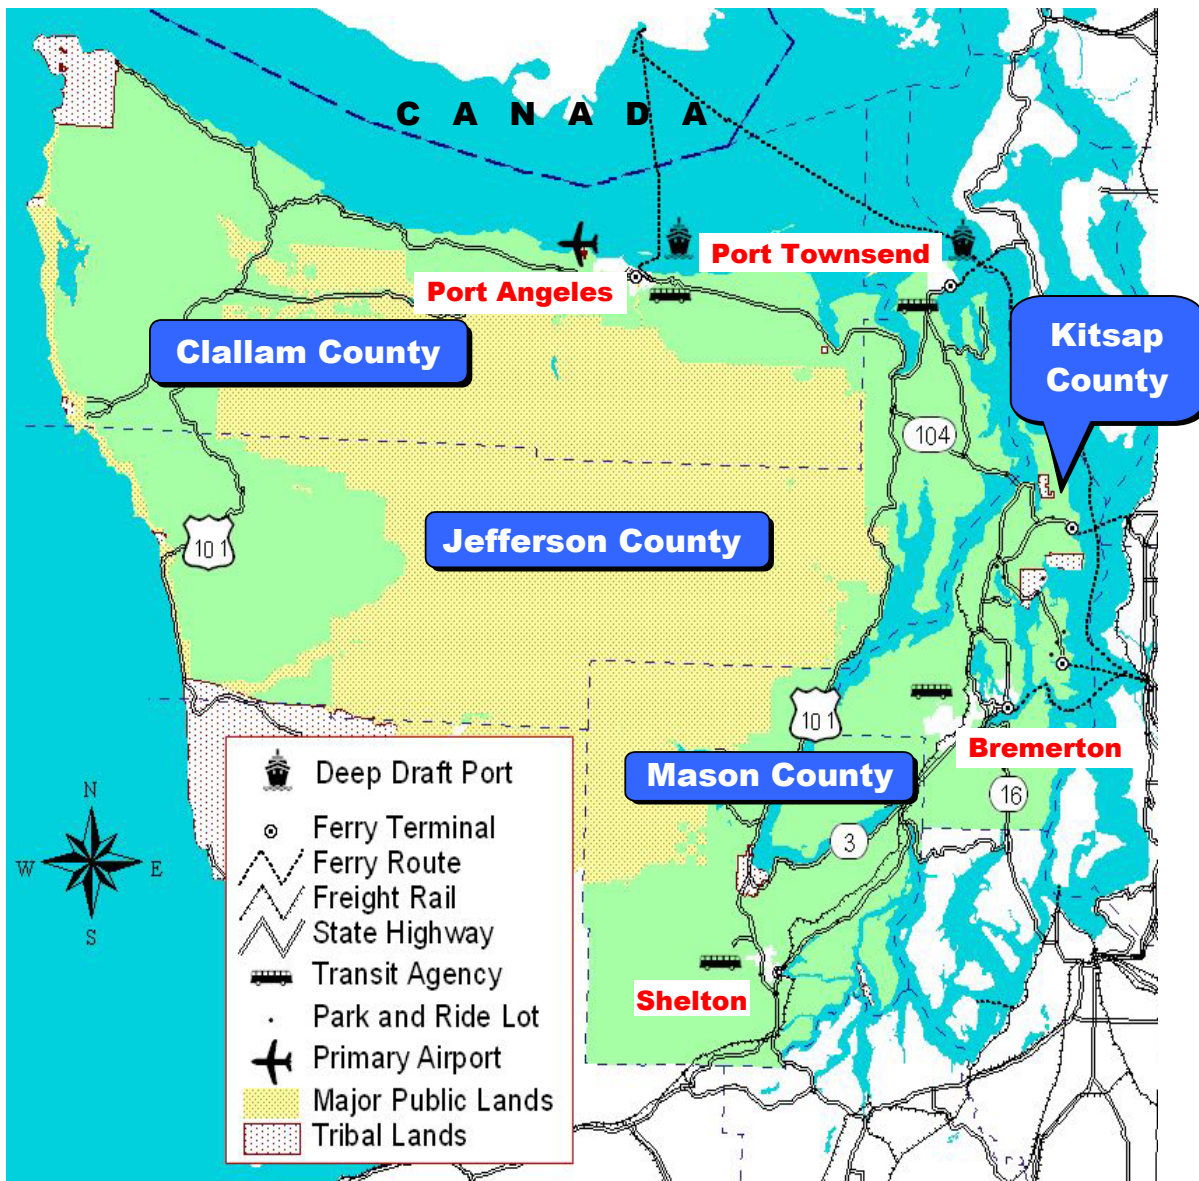 C A N A D A
Port Townsend
Port Angeles
Clallam County
Kitsap
County
104
Jefferson County
101
101
Bremerton
Mason County
16
3
Shelton
N
W
E
S
Deep Draft Port
Ferry Terminal
Ferry Route
Freight Rail
State Highway
Transit Agency
Park and Ride Lot
Primary Airport
Major Public Lands
Tribal Lands